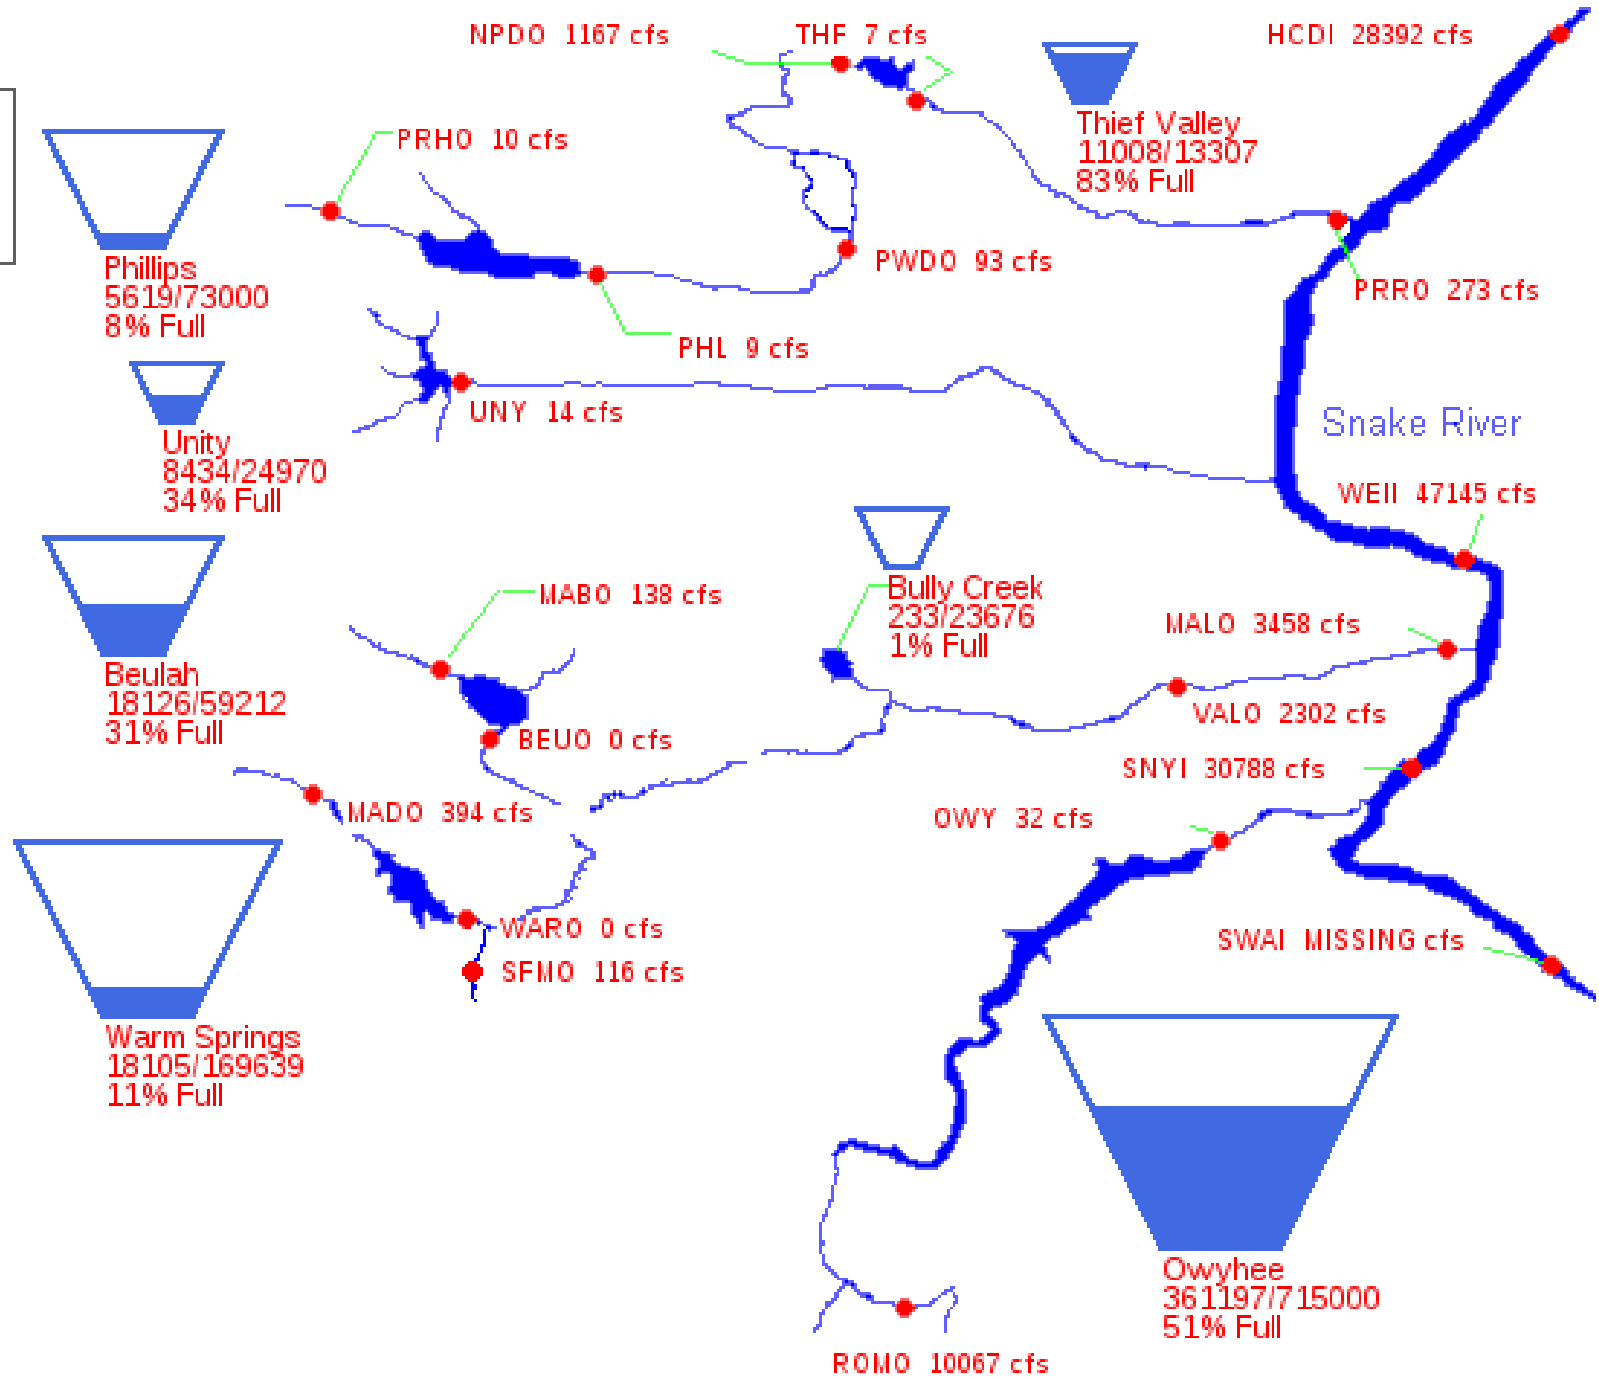 NPDO 1167 cfs
THF 7 cfs
HCDI 28392 cfs
Thief Valley
11008/13307
83% Full
PRHO 10 cfs
Phillips
5619/73000
8% Full
PWDO 93 cfs
PRRO 273 cfs
PHL 9 cfs
UNY 14 cfs
Unity
8434/24970
34% Full
Snake River
WEII 47145 cfs
Bully Creek
233/23676
1% Full
MABO 138 cfs
MALO 3458 cfs
Beulah
18126/59212
31% Full
BEUO 0 cfs
VALO 2302 cfs
SNYI 30788 cfs
MADO 394 cfs
OWY 32 cfs
WARO 0 cfs
SWAI MISSING cfs
SFMO 116 cfs
Warm Springs
18105/169639
11% Full
Owyhee
361197/715000
51% Full
ROMO 10067 cfs